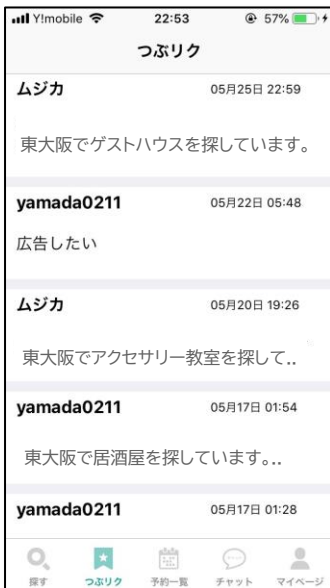 Y!mobile 22:53 57%
つぶリク
ムジカ 05月25日 22:59
東大阪でゲストハウスを探しています。
yamada0211 05月22日 05:48
広告したい
ムジカ 05月20日 19:26
東大阪でアクセサリー教室を探して..
yamada0211 05月17日 01:54
東大阪で居酒屋を探しています。..
yamada0211 05月17日 01:28
探す つぶリク 予約一覧 チャット マイページ